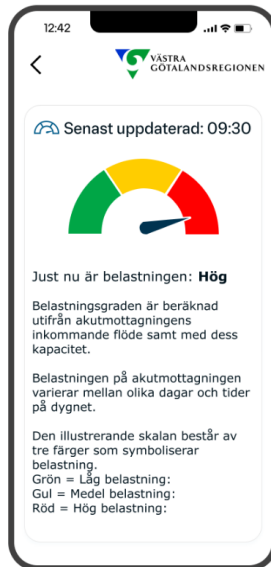 12:42
VÄSTRA
GÖTALANDSREGIONEN
Senast uppdaterad: 09:30
Just nu är belastningen: Hög
Belastningsgraden är beräknad
utifrån akutmottagningens
inkommande flöde samt med dess
kapacitet.
Belastningen på akutmottagningen
varierar mellan olika dagar och tider
på dygnet.
Den illustrerande skalan består av
tre färger som symboliserar
belastning.
Grön = Låg belastning:
Gul = Medel belastning:
Röd = Hög belastning: